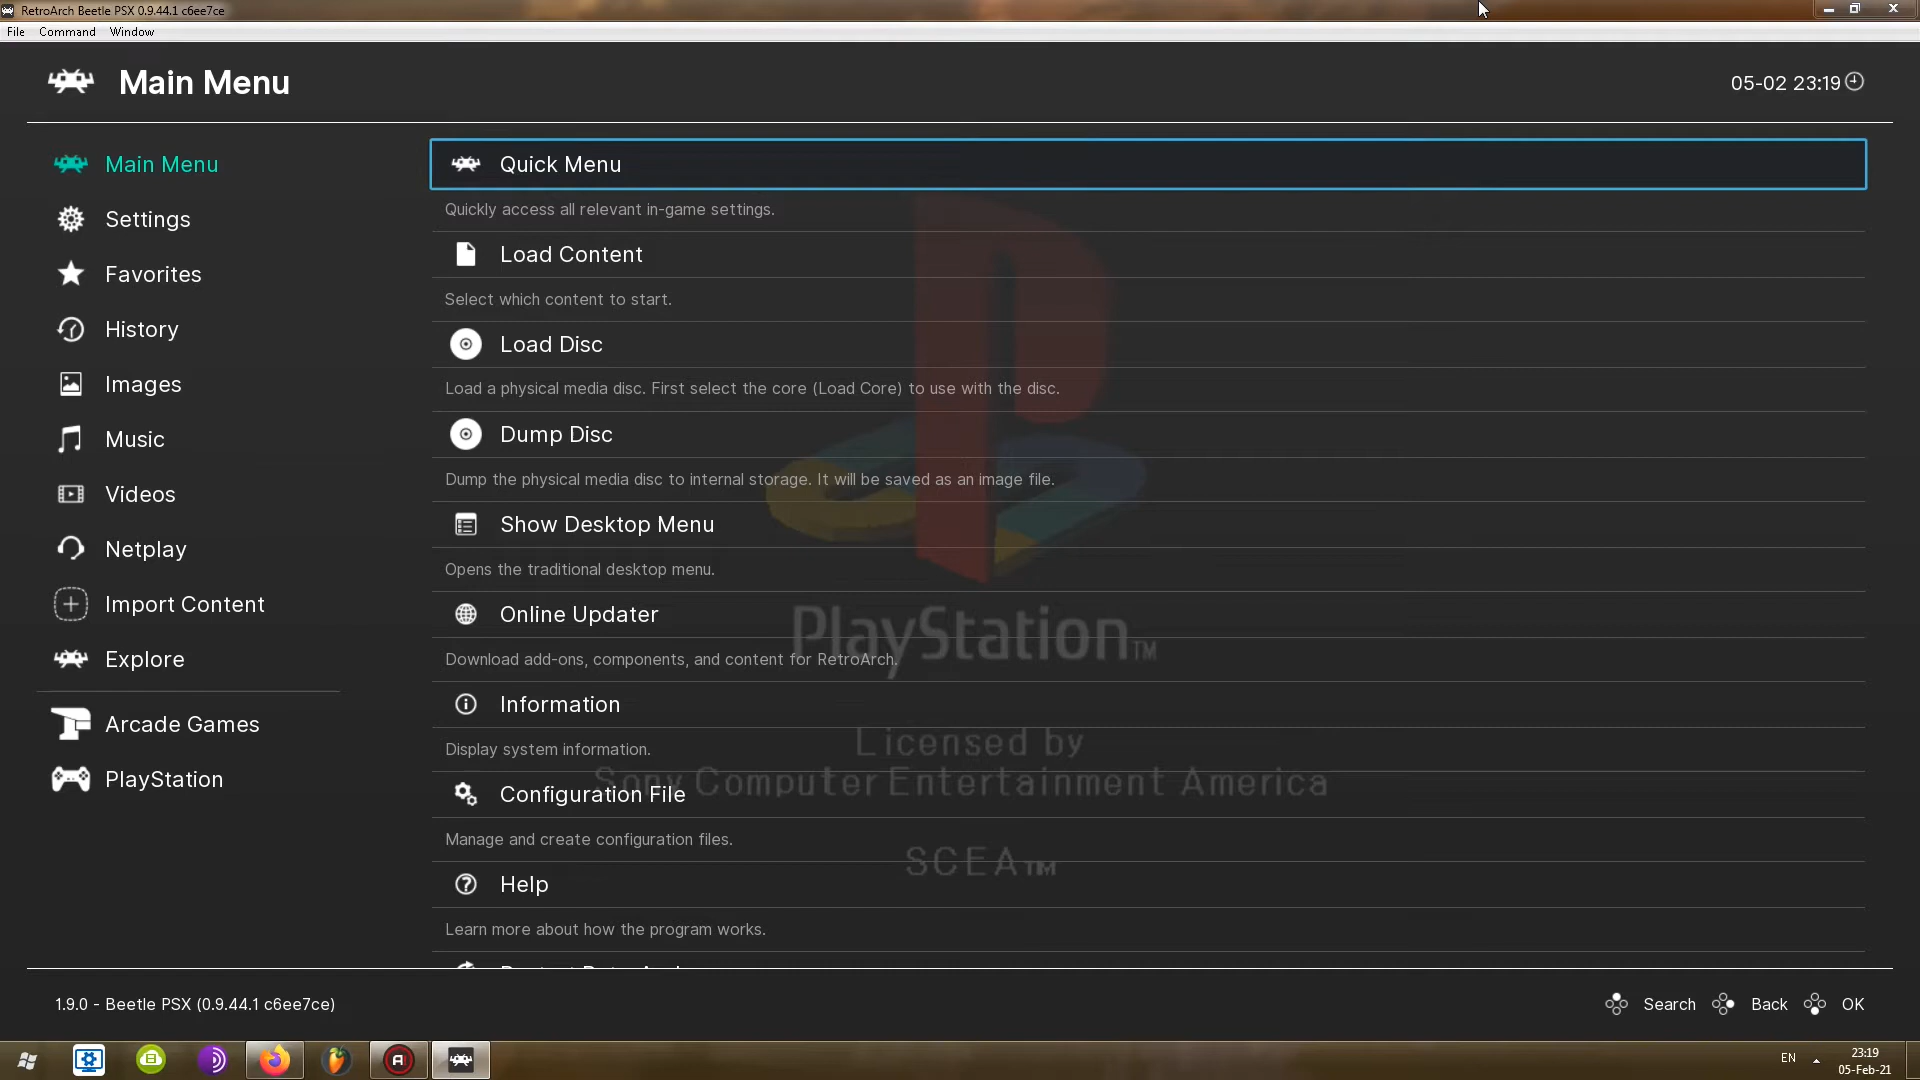 RetroArch Beetle PSX 0.9.44.1 c6ee7ce
File Command Window
Main Menu
05-02 23:19
Main Menu
Settings
Favorites
History
Images
Music
Videos
Netplay
Import Content
Explore
Arcade Games
PlayStation
Quick Menu
Quickly access all relevant in-game settings.
Load Content
Select which content to start.
Load Disc
Load a physical media disc. First select the core (Load Core) to use with the disc.
Dump Disc
Dump the physical media disc to internal storage. It will be saved as an image file.
Show Desktop Menu
Opens the traditional desktop menu.
Online Updater
Download add-ons, components, and content for RetroArch.
Information
Display system information.
Configuration File
Manage and create configuration files.
Help
Learn more about how the program works.
PlayStation™
Licensed by
Sony Computer Entertainment America
SCEA™
1.9.0 - Beetle PSX (0.9.44.1 c6ee7ce)
Search Back OK
EN
23:19
05-Feb-21